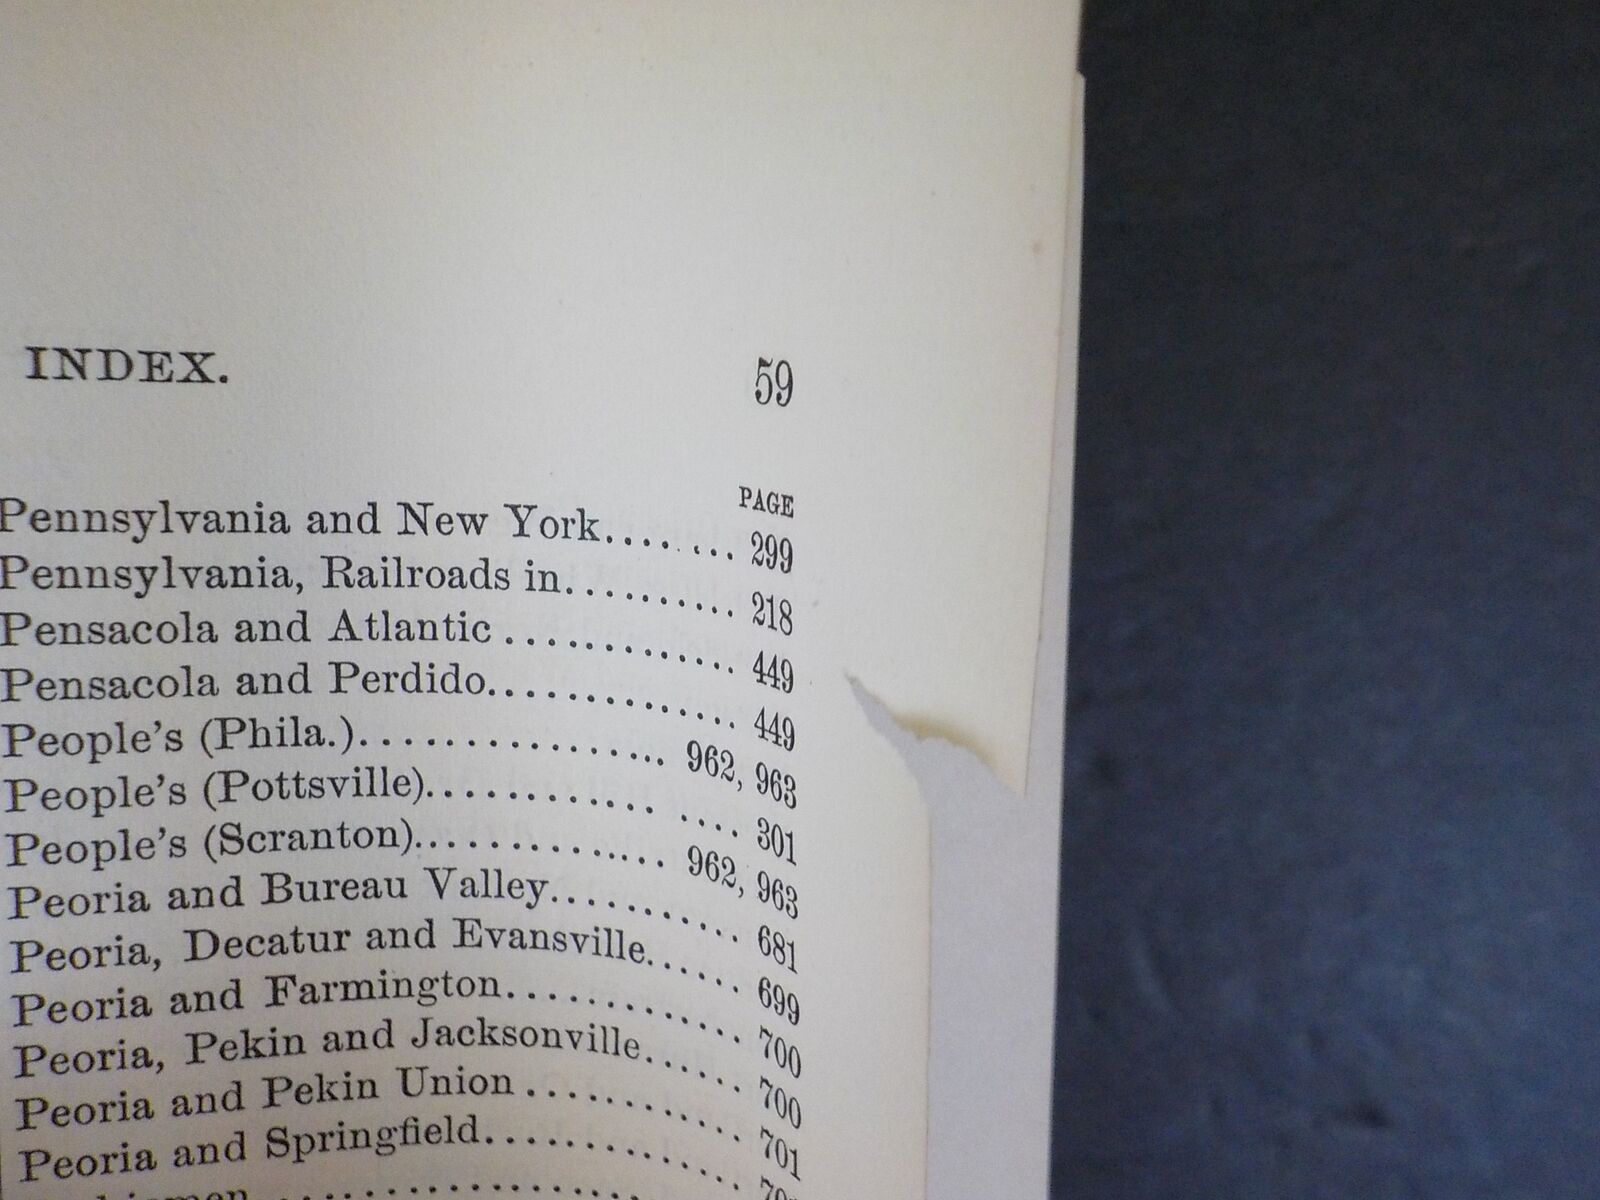 INDEX. 59
PAGE
Pennsylvania and New York........ 299
Pennsylvania, Railroads in.......... 218
Pensacola and Atlantic ............. 449
Pensacola and Perdido.............. 449
People's (Phila.)................. 962, 963
People's (Pottsville)............. .... 301
People's (Scranton).............. 962, 963
Peoria and Bureau Valley........... 681
Peoria, Decatur and Evansville...... 699
Peoria and Farmington............. 700
Peoria, Pekin and Jacksonville...... 700
Peoria and Pekin Union ............ 701
Peoria and Springfield..............